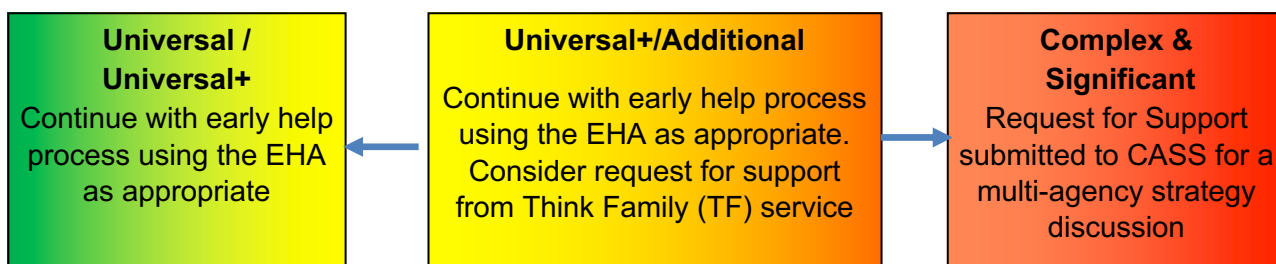 Universal /
Universal+
Continue with early help
process using the EHA
as appropriate
Universal+/Additional
Continue with early help process
using the EHA as appropriate.
Consider request for support
from Think Family (TF) service
Complex &
Significant
Request for Support
submitted to CASS for a
multi-agency strategy
discussion